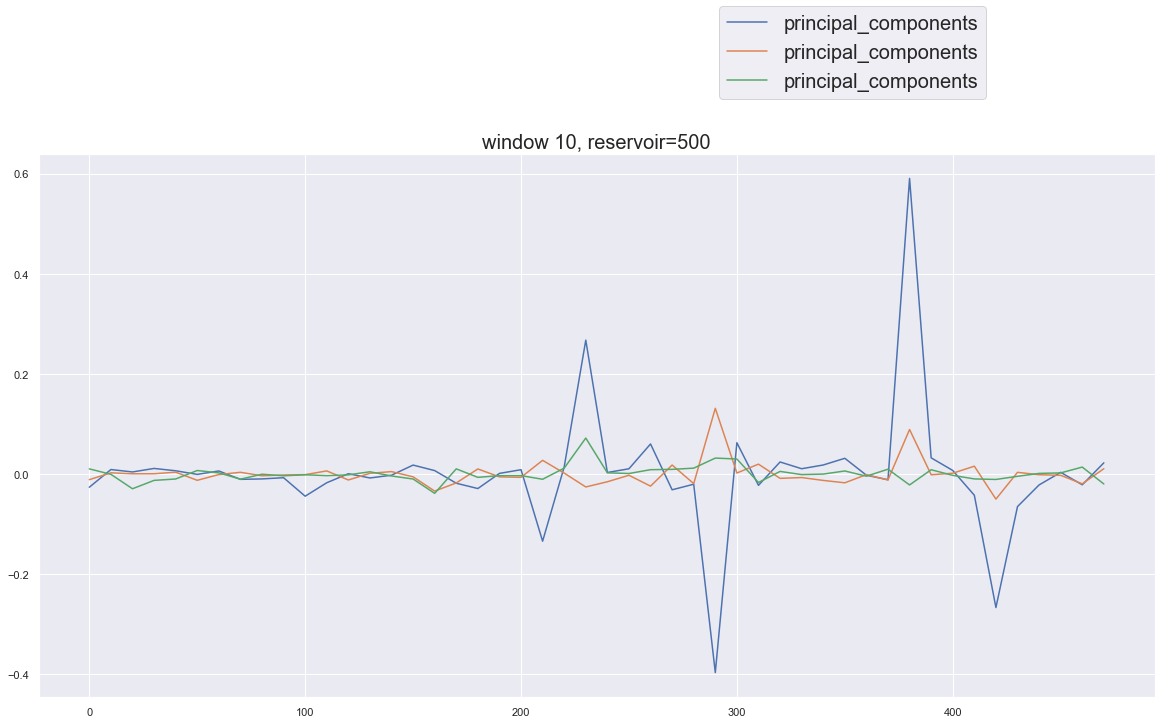 principal_components
principal_components
principal_components
window 10, reservoir=500
0.6
0.4
0.2
0.0
−0.2
−0.4
0 100 200 300 400